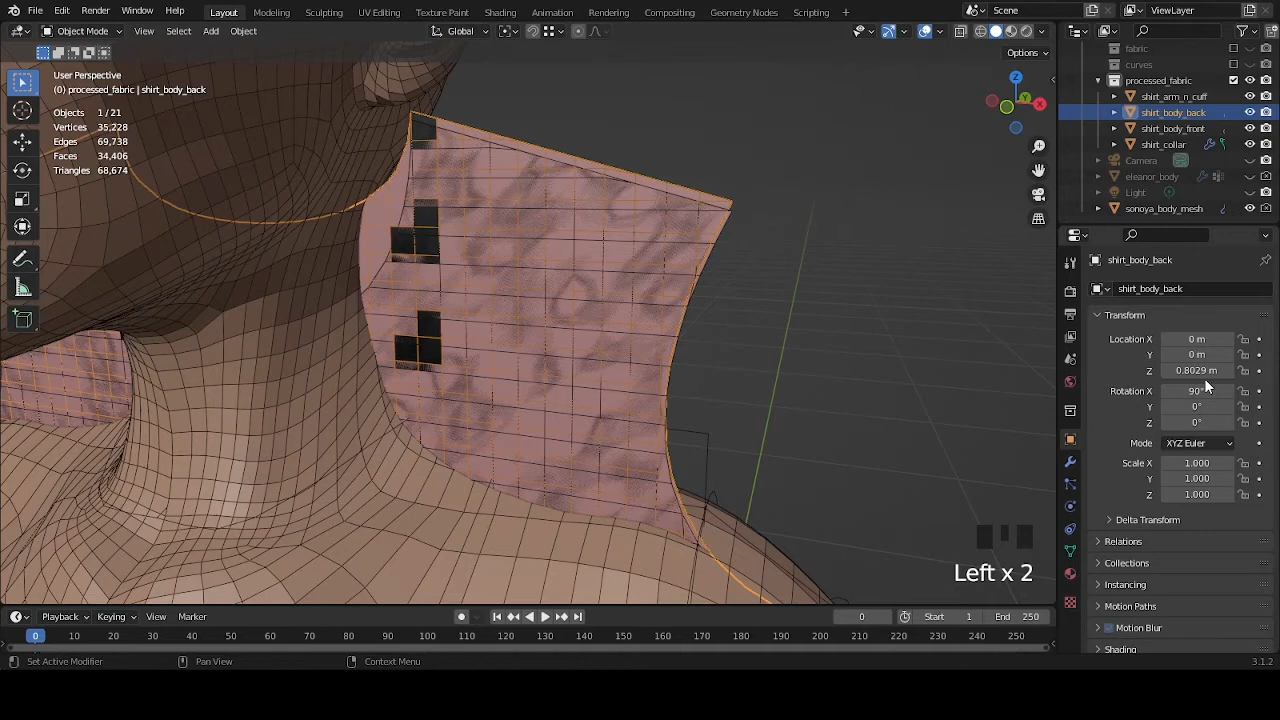 File Edit Render Window Help Layout Modeling Sculpting UV Editing Texture Paint Shading Animation Rendering Compositing Geometry Nodes Scripting + Scene ViewLayer
Object Mode View Select Add Object Global
Options
User Perspective
(0) processed_fabric | shirt_body_back
Objects 1/21
Vertices 35,228
Edges 69,738
Faces 34,406
Triangles 68,674
Z
Y
X
Left x 2
fabric
curves
processed_fabric
shirt_arm_n_cuff
shirt_body_back
shirt_body_front
shirt_collar
Camera
eleanor_body
Light
sonoya_body_mesh
shirt_body_back
shirt_body_back
Transform
Location X 0 m
Y 0 m
Z 0.8029 m
Rotation X 90°
Y 0°
Z 0°
Mode XYZ Euler
Scale X 1.000
Y 1.000
Z 1.000
Delta Transform
Relations
Collections
Instancing
Motion Paths
Motion Blur
Shading
Playback Keying View Marker 0 Start 1 End 250
0 10 20 30 40 50 60 70 80 90 100 110 120 130 140 150 160 170 180 190 200 210 220 230 240 250
Set Active Modifier Pan View Context Menu 3.1.2